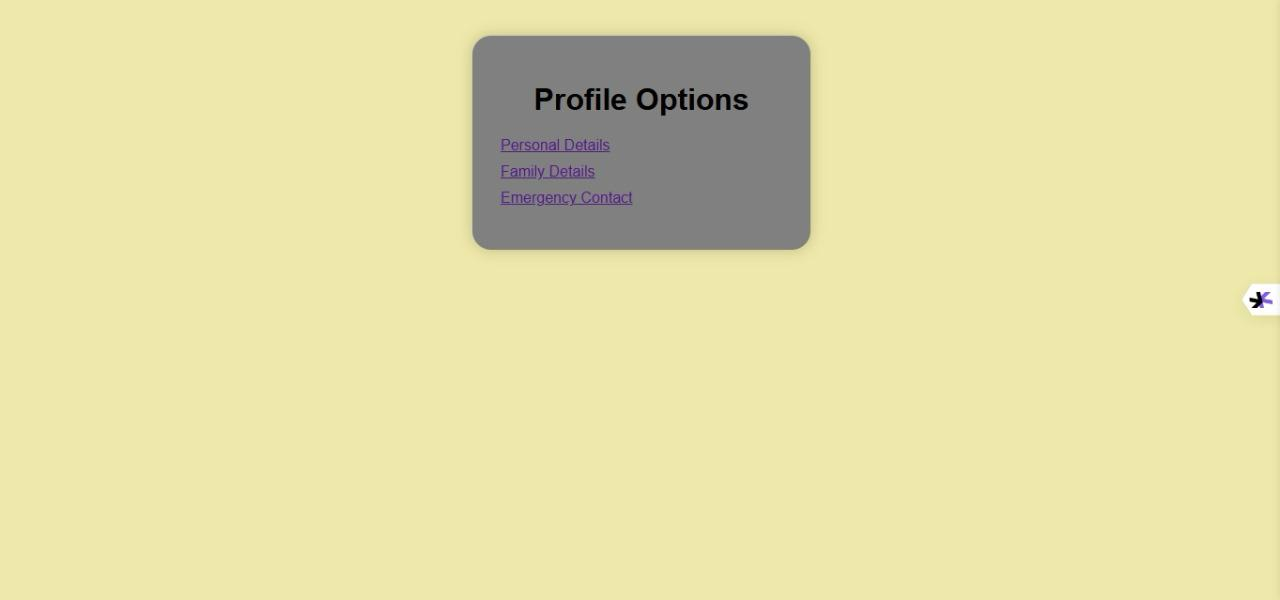 Profile Options
Personal Details
Family Details
Emergency Contact